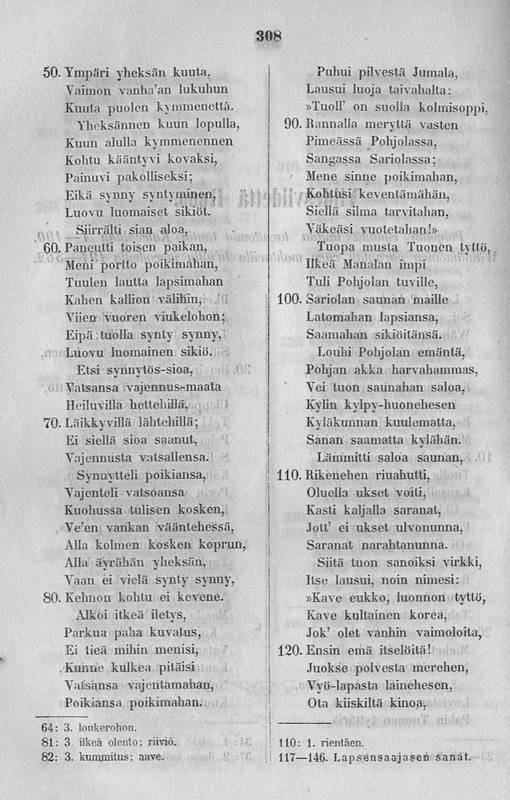 308
50. Ympäri yheksän kuuta,
Vaimon vanha'an lukuhun
Kuuta puolen kymmenettä.
Yheksännen kuun lopulla,
Kuun alulla kymmenennen
Kohtu kääntyvi kovaksi,
Painuvi pakolliseksi;
Eikä synny syntyminen,
Luovu luomaiset sikiöt.
Siirrälti sian aloa,
60. Paneutti toisen paikan,
Meni portto poikimahan,
Tuulen lautta lapsimahan
Kahen kallion välihin,
Viien vuoren viukelohon;
Eipä tuolla synty synny,
Luovu luomainen sikiö.
Etsi synnytös-sioa,
Vatsansa vajennus-maata
Heiluvillä hettehillä,
70. Läikkyvillä lähtehillä;
Ei siellä sioa saanut,
Vajennusta vatsallensa.
Synnytteli poikiansa,
Vajenteli vatsoansa
Kuohussa tulisen kosken,
Ve'en vankan vääntehessä,
Alla kolmen kosken koprun,
Alla äyrähän yheksän,
Vaan ei vielä synty synny,
80. Kehnon kohtu ei kevene.
Alkoi itkeä iletys,
Parkua paha kuvatus,
Ei tieä mihin menisi,
Kunne kulkea pitäisi
Vatsansa vajentamahan,
Poikiansa poikimahan.
64: 3. loukerohon.
81: 3. ilkeä olento; riiviö.
82: 3. kummitus; aave.
Puhui pilvestä Jumala,
Lausui luoja taivahalta:
»Tuoll' on suolla kolmisoppi,
90. Rannalla meryttä vasten
Pimeässä Pohjolassa,
Sangassa Sariolassa;
Mene sinne poikimahan,
Kohtusi keventämähän,
Siellä silma tarvitahan,
Väkeäsi vuotetahan!»
Tuopa musta Tuonen tyttö,
Ilkeä Manalan impi
Tuli Pohjolan tuville,
100. Sariolan saunan maille
Latomahan lapsiansa,
Saamahan sikiöitänsä.
Louhi Pohjolan emäntä,
Pohjan akka harvahammas,
Vei tuon saunahan saloa,
Kylin kylpy-huonehesen
Kyläkunnan kuulematta,
Sanan saamatta kylähän.
Lämmitti saloa saunan,
110. Rikenehen riuahutti,
Oluella ukset voiti,
Kasti kaljalla saranat,
Jott' ei ukset ulvonunna,
Saranat narahtanunna.
Siitä tuon sanoiksi virkki,
Itse lausui, noin nimesi:
»Kave eukko, luonnon tyttö,
Kave kultainen korea,
Jok' olet vanhin vaimoloita,
120. Ensin emä itselöitä!
Juokse polvesta merehen,
Vyö-lapasta lainehesen,
Ota kiiskiltä kinoa,
110: 1. rientäen.
117—146. Lapsensaajasen sanat.